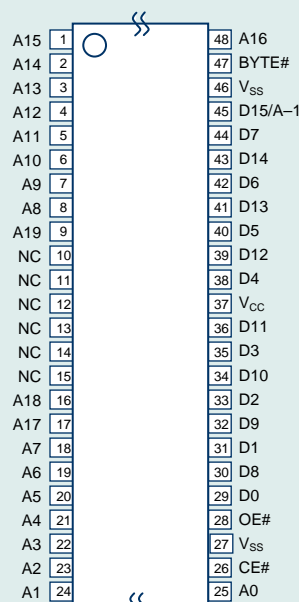 A15 1 48 A16
A14 2 47 BYTE#
A13 3 46 VSS
A12 4 45 D15/A–1
A11 5 44 D7
A10 6 43 D14
A9 7 42 D6
A8 8 41 D13
A19 9 40 D5
NC 10 39 D12
NC 11 38 D4
NC 12 37 VCC
NC 13 36 D11
NC 14 35 D3
NC 15 34 D10
A18 16 33 D2
A17 17 32 D9
A7 18 31 D1
A6 19 30 D8
A5 20 29 D0
A4 21 28 OE#
A3 22 27 VSS
A2 23 26 CE#
A1 24 25 A0